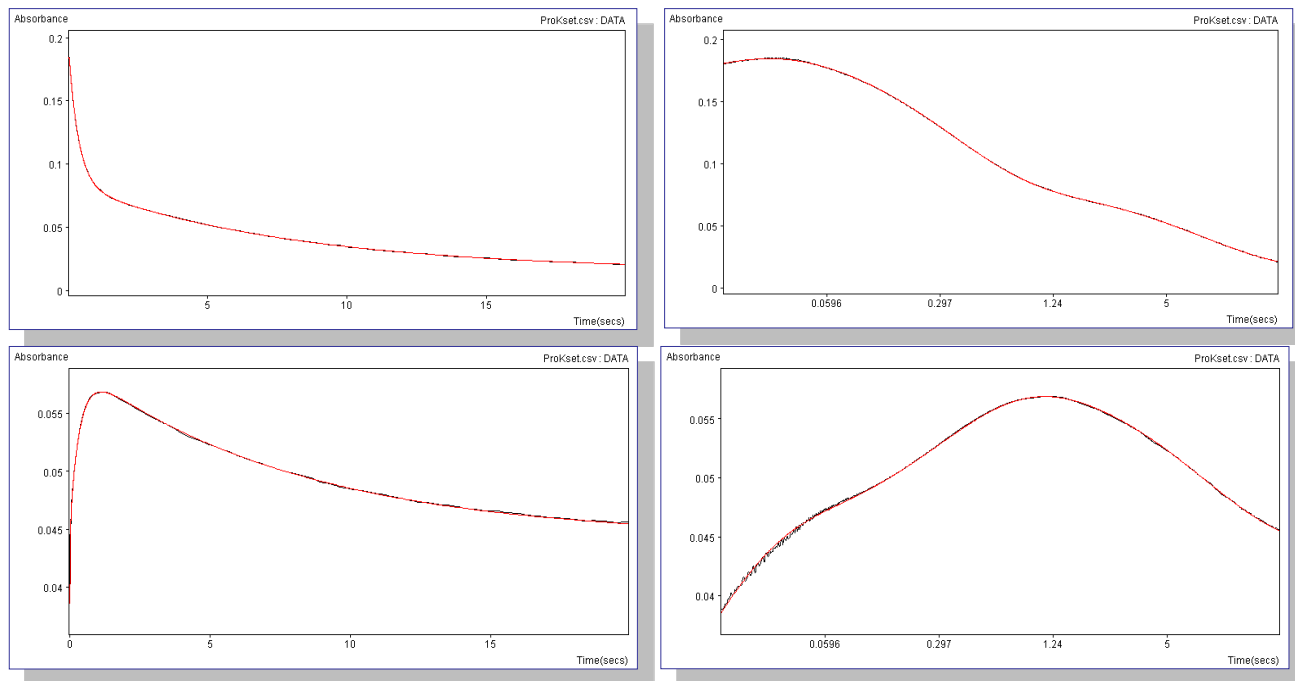 Absorbance ProKset.csv : DATA
0.2
0.15
0.1
0.05
0
5 10 15
Time(secs)
Absorbance ProKset.csv : DATA
0.2
0.15
0.1
0.05
0
0.0596 0.297 1.24 5
Time(secs)
Absorbance ProKset.csv : DATA
0.055
0.05
0.045
0.04
0 5 10 15
Time(secs)
Absorbance ProKset.csv : DATA
0.055
0.05
0.045
0.04
0.0596 0.297 1.24 5
Time(secs)